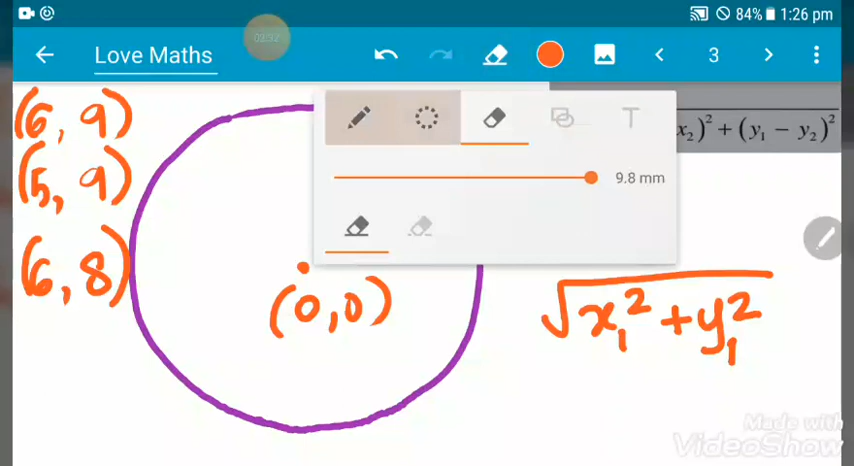 84% 1:26 pm
Love Maths
3
(6, 9)
x₂)² + (y₁ − y₂)²
(5, 9)
9.8 mm
(6, 8)
(0,0)
√x₁² + y₁²
T
Made with
VideoShow